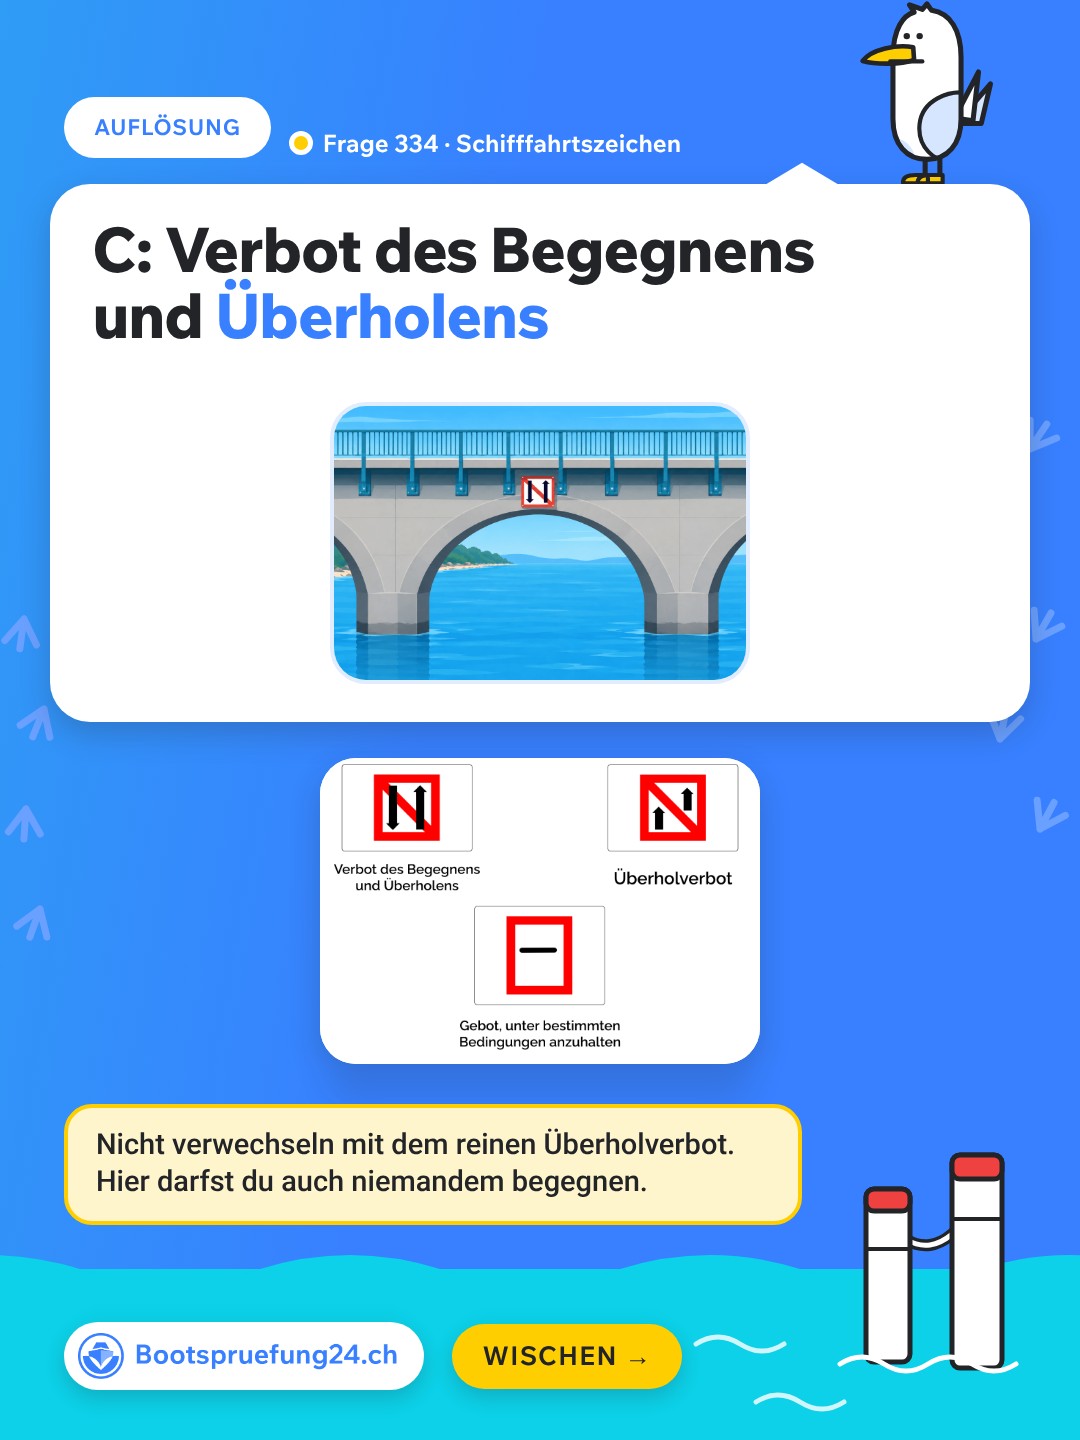 AUFLÖSUNG
Frage 334 · Schifffahrtszeichen
C: Verbot des Begegnens
und Überholens
Verbot des Begegnens
und Überholens
Überholverbot
Gebot, unter bestimmten
Bedingungen anzuhalten
Nicht verwechseln mit dem reinen Überholverbot.
Hier darfst du auch niemandem begegnen.
Bootspruefung24.ch
WISCHEN →